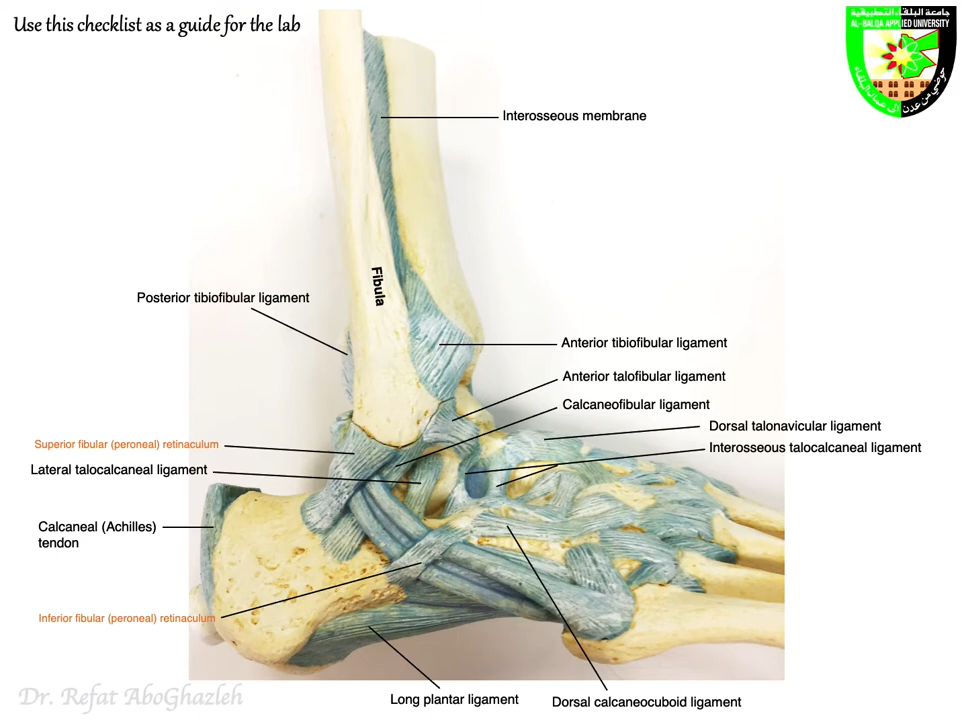 Use this checklist as a guide for the lab
جامعة البلقاء التطبيقية
AL-BALQA APPLIED UNIVERSITY
Interosseous membrane
Fibula
Posterior tibiofibular ligament
Anterior tibiofibular ligament
Anterior talofibular ligament
Calcaneofibular ligament
Dorsal talonavicular ligament
Superior fibular (peroneal) retinaculum
Interosseous talocalcaneal ligament
Lateral talocalcaneal ligament
Calcaneal (Achilles)
tendon
Inferior fibular (peroneal) retinaculum
Long plantar ligament
Dorsal calcaneocuboid ligament
Dr. Refat AboGhazleh